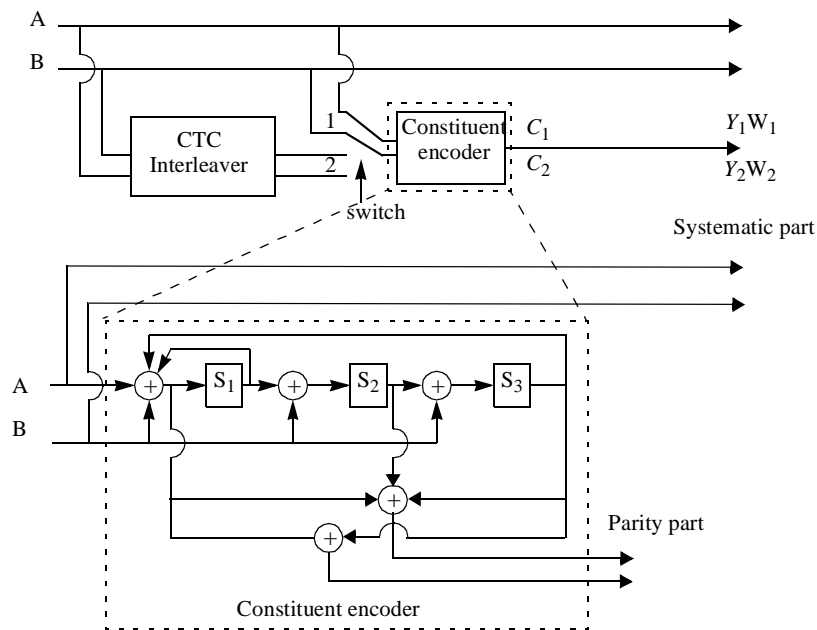 A
B
CTC
Interleaver
1
2
switch
Constituent
encoder
C₁
C₂
Y₁W₁
Y₂W₂
Systematic part
A
B
+
S₁
+
S₂
+
S₃
+
+
Parity part
Constituent encoder